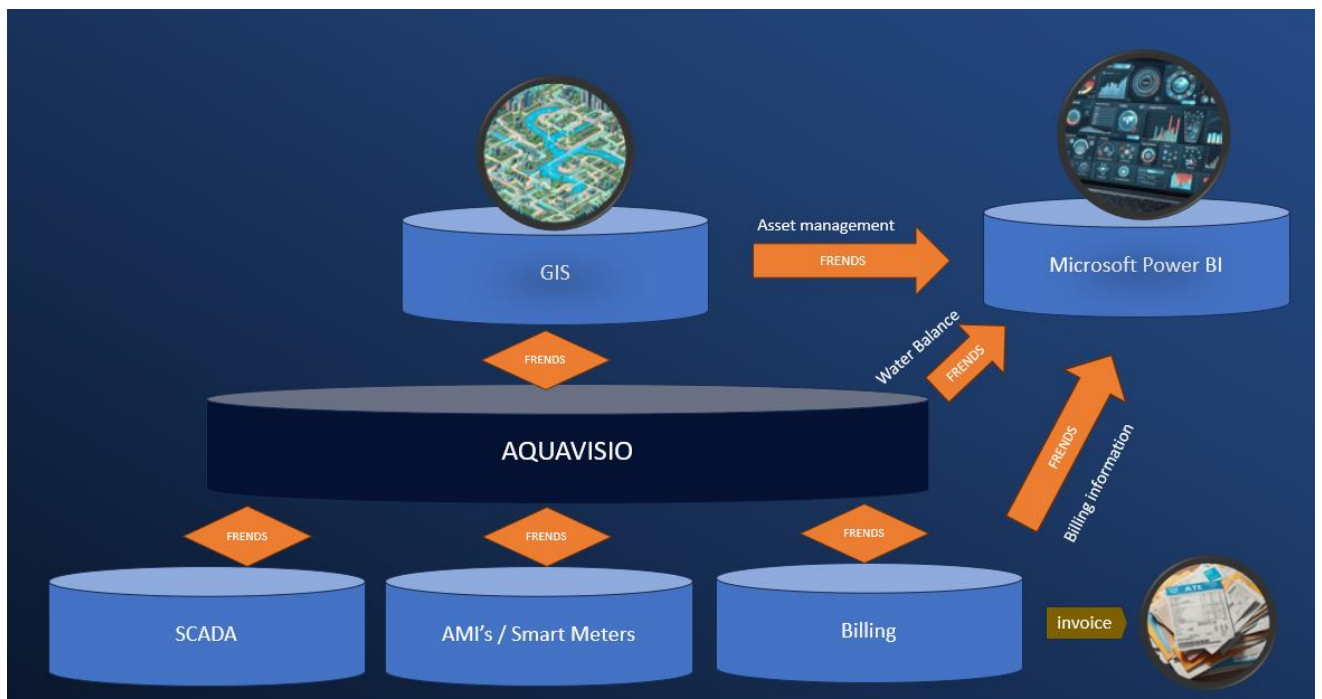 Asset management
GIS
FRENDS
Microsoft Power BI
FRENDS
Water Balance
FRENDS
AQUAVISIO
FRENDS
Billing information
FRENDS
FRENDS
FRENDS
SCADA
AMI's / Smart Meters
Billing
invoice